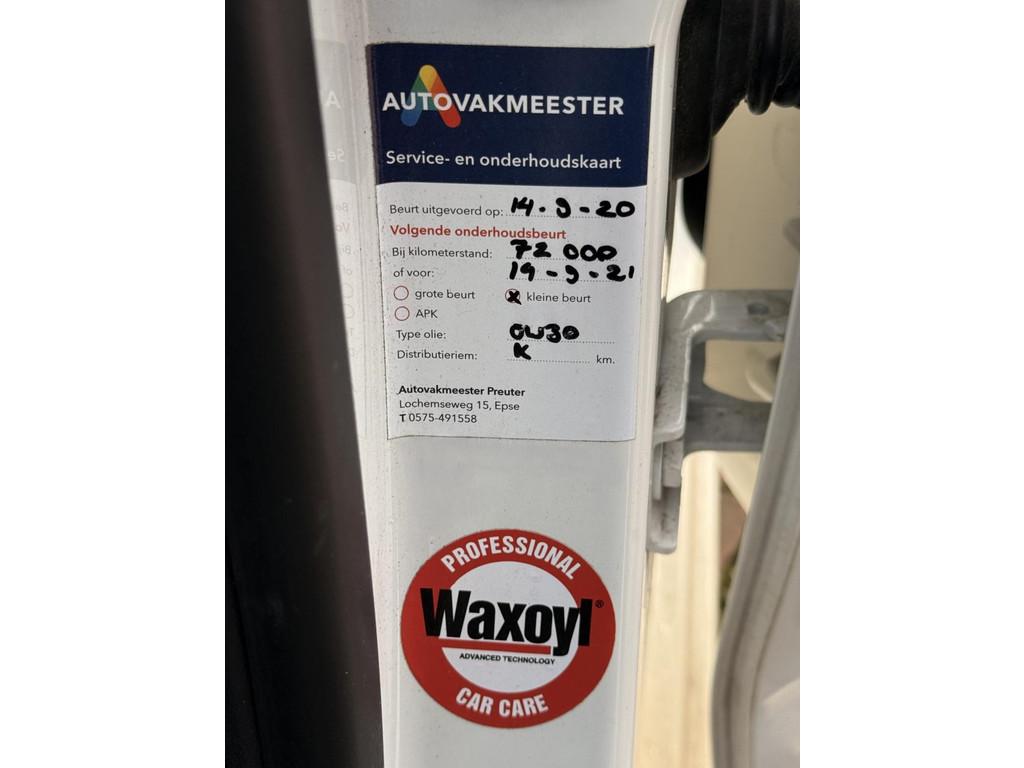 AUTOVAKMEESTER
Service- en onderhoudskaart
Beurt uitgevoerd op: 14-9-20
Volgende onderhoudsbeurt
Bij kilometerstand: 72 000
of voor: 14-9-21
grote beurt kleine beurt
APK
Type olie: 0W30
Distributieriem: K km.
Autovakmeester Preuter
Lochemseweg 15, Epse
T 0575-491558
PROFESSIONAL
Waxoyl®
ADVANCED TECHNOLOGY
CAR CARE